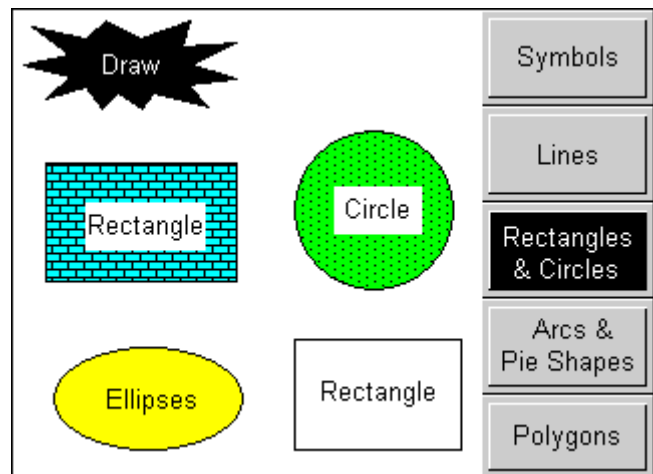 Draw
Rectangle
Circle
Ellipses
Rectangle
Symbols
Lines
Rectangles
& Circles
Arcs &
Pie Shapes
Polygons